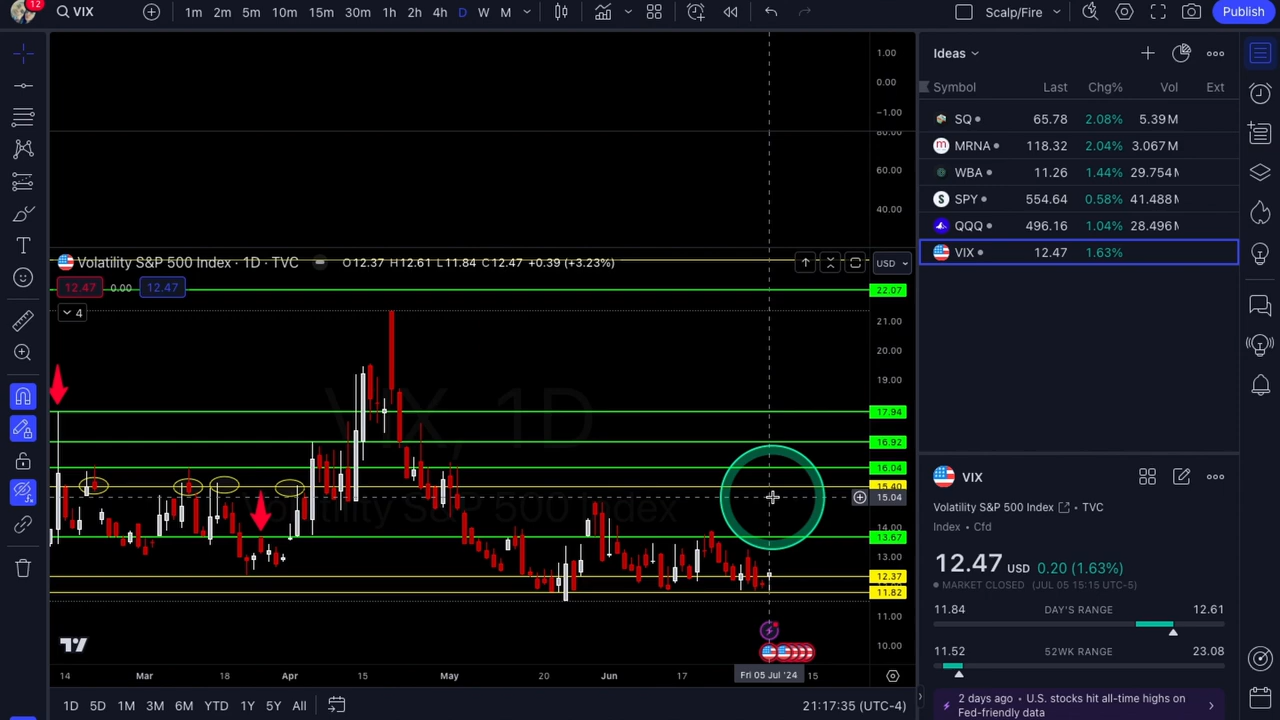 12
VIX
1m 2m 5m 10m 15m 30m 1h 2h 4h D W M
Scalp/Fire
Publish
1.00
0.00
−1.00
80.00
60.00
40.00
Volatility S&P 500 Index · 1D · TVC
O12.37 H12.61 L11.84 C12.47 +0.39 (+3.23%)
USD
12.47 0.00 12.47
4
22.07
21.00
20.00
19.00
17.94
16.92
16.04
15.40
15.04
14.00
13.67
13.00
12.37
11.82
11.00
10.00
VIX, 1D
Volatility S&P 500 Index
14 Mar 18 Apr 15 May 20 Jun 17 Fri 05 Jul '24 15
1D 5D 1M 3M 6M YTD 1Y 5Y All
21:17:35 (UTC-4)
Ideas
Symbol Last Chg% Vol Ext
SQ 65.78 2.08% 5.39M
MRNA 118.32 2.04% 3.067M
WBA 11.26 1.44% 29.754M
SPY 554.64 0.58% 41.488M
QQQ 496.16 1.04% 28.496M
VIX 12.47 1.63%
VIX
Volatility S&P 500 Index • TVC
Index • Cfd
12.47 USD 0.20 (1.63%)
MARKET CLOSED (JUL 05 15:15 UTC-5)
11.84 DAY'S RANGE 12.61
11.52 52WK RANGE 23.08
2 days ago • U.S. stocks hit all-time highs on
Fed-friendly data